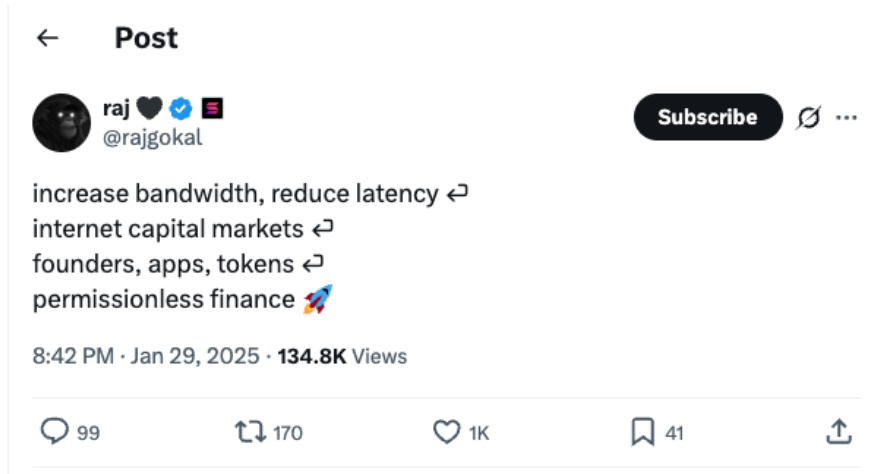 Post
raj 🖤
@rajgokal
Subscribe
increase bandwidth, reduce latency ⮐
internet capital markets ⮐
founders, apps, tokens ⮐
permissionless finance 🚀
8:42 PM · Jan 29, 2025 · 134.8K Views
99 170 1K 41